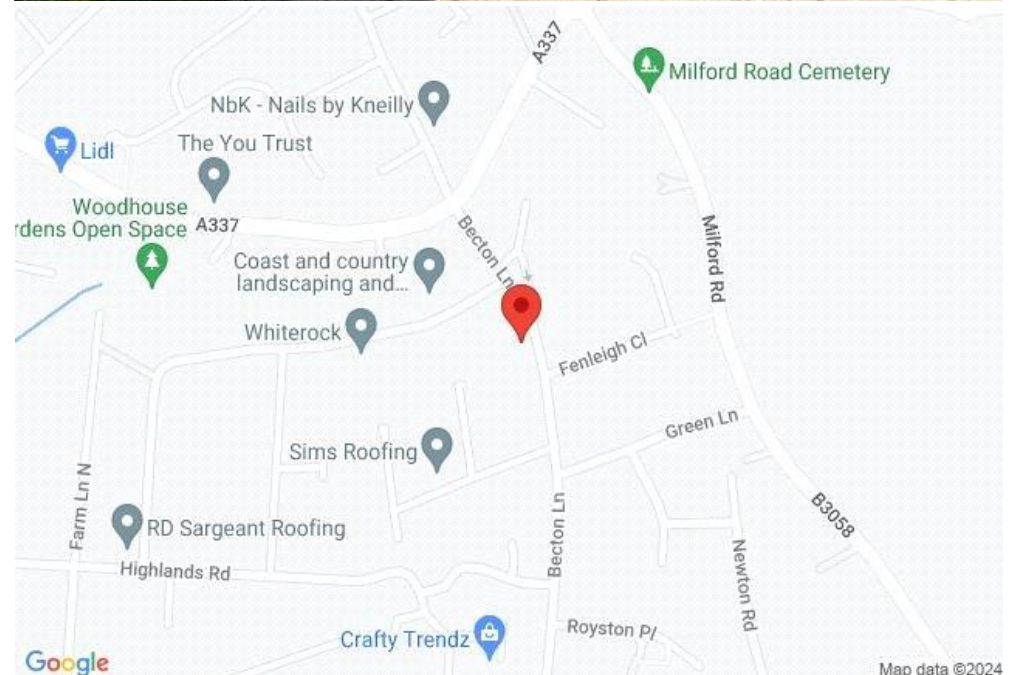 A337
Milford Road Cemetery
NbK - Nails by Kneilly
The You Trust
Lidl
Woodhouse
rdens Open Space
A337
Becton Ln
Milford Rd
Coast and country
landscaping and...
Whiterock
Fenleigh Cl
Green Ln
Sims Roofing
Farm Ln N
Becton Ln
B3058
RD Sargeant Roofing
Highlands Rd
Newton Rd
Crafty Trendz
Royston Pl
Google
Map data ©2024